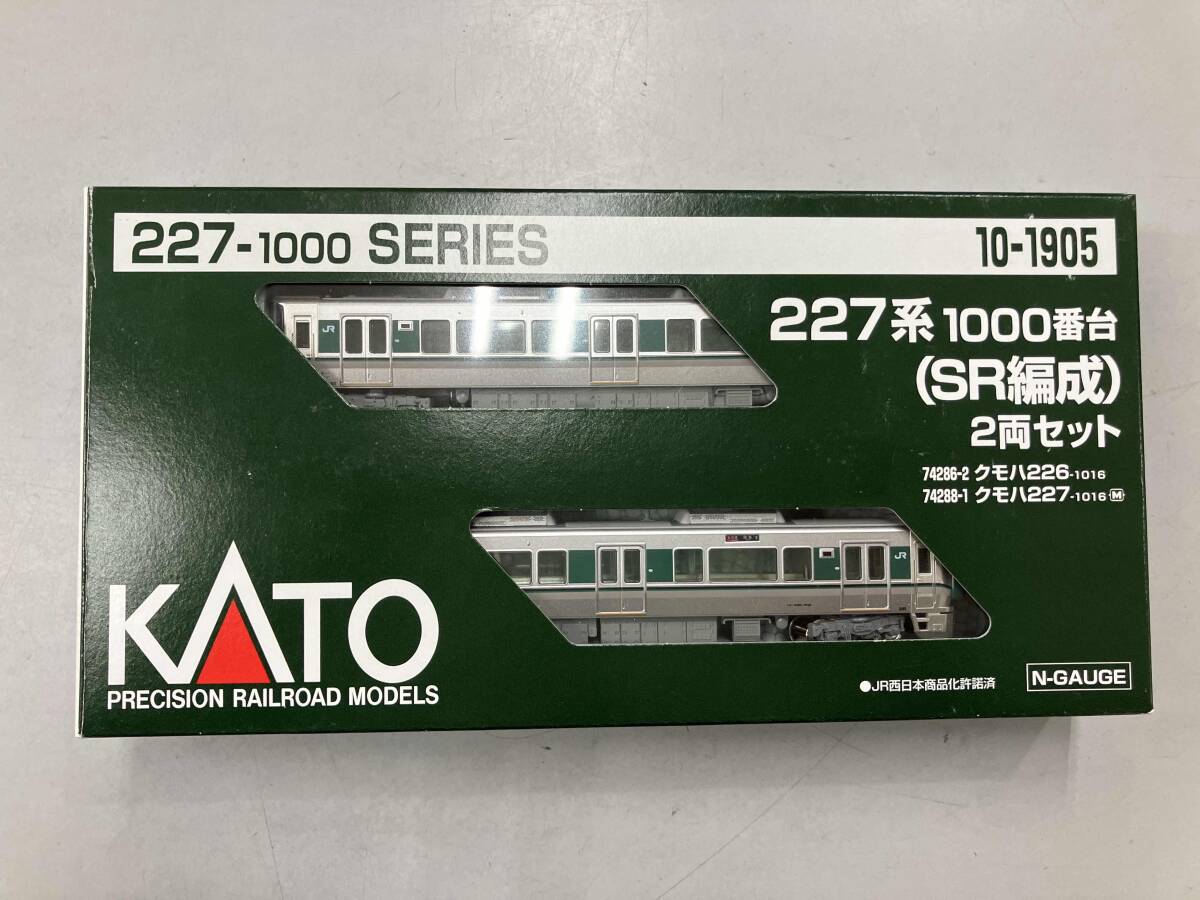 227-1000 SERIES 10-1905
227系1000番台
(SR編成)
2両セット
74286-2 クモハ226-1016
74288-1 クモハ227-1016 M
JR
JR
KATO
PRECISION RAILROAD MODELS
●JR西日本商品化許諾済
N-GAUGE